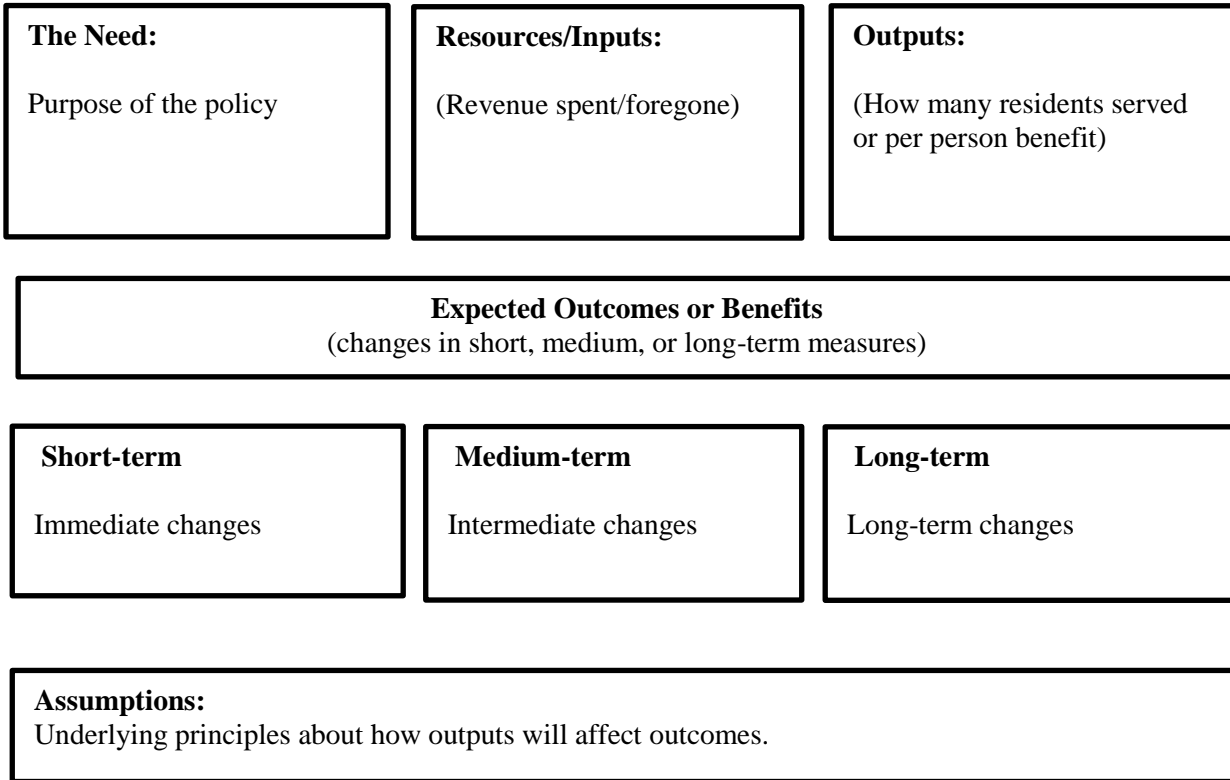 The Need:
Purpose of the policy
Resources/Inputs:
(Revenue spent/foregone)
Outputs:
(How many residents served
or per person benefit)
Expected Outcomes or Benefits
(changes in short, medium, or long-term measures)
Short-term
Immediate changes
Medium-term
Intermediate changes
Long-term
Long-term changes
Assumptions:
Underlying principles about how outputs will affect outcomes.